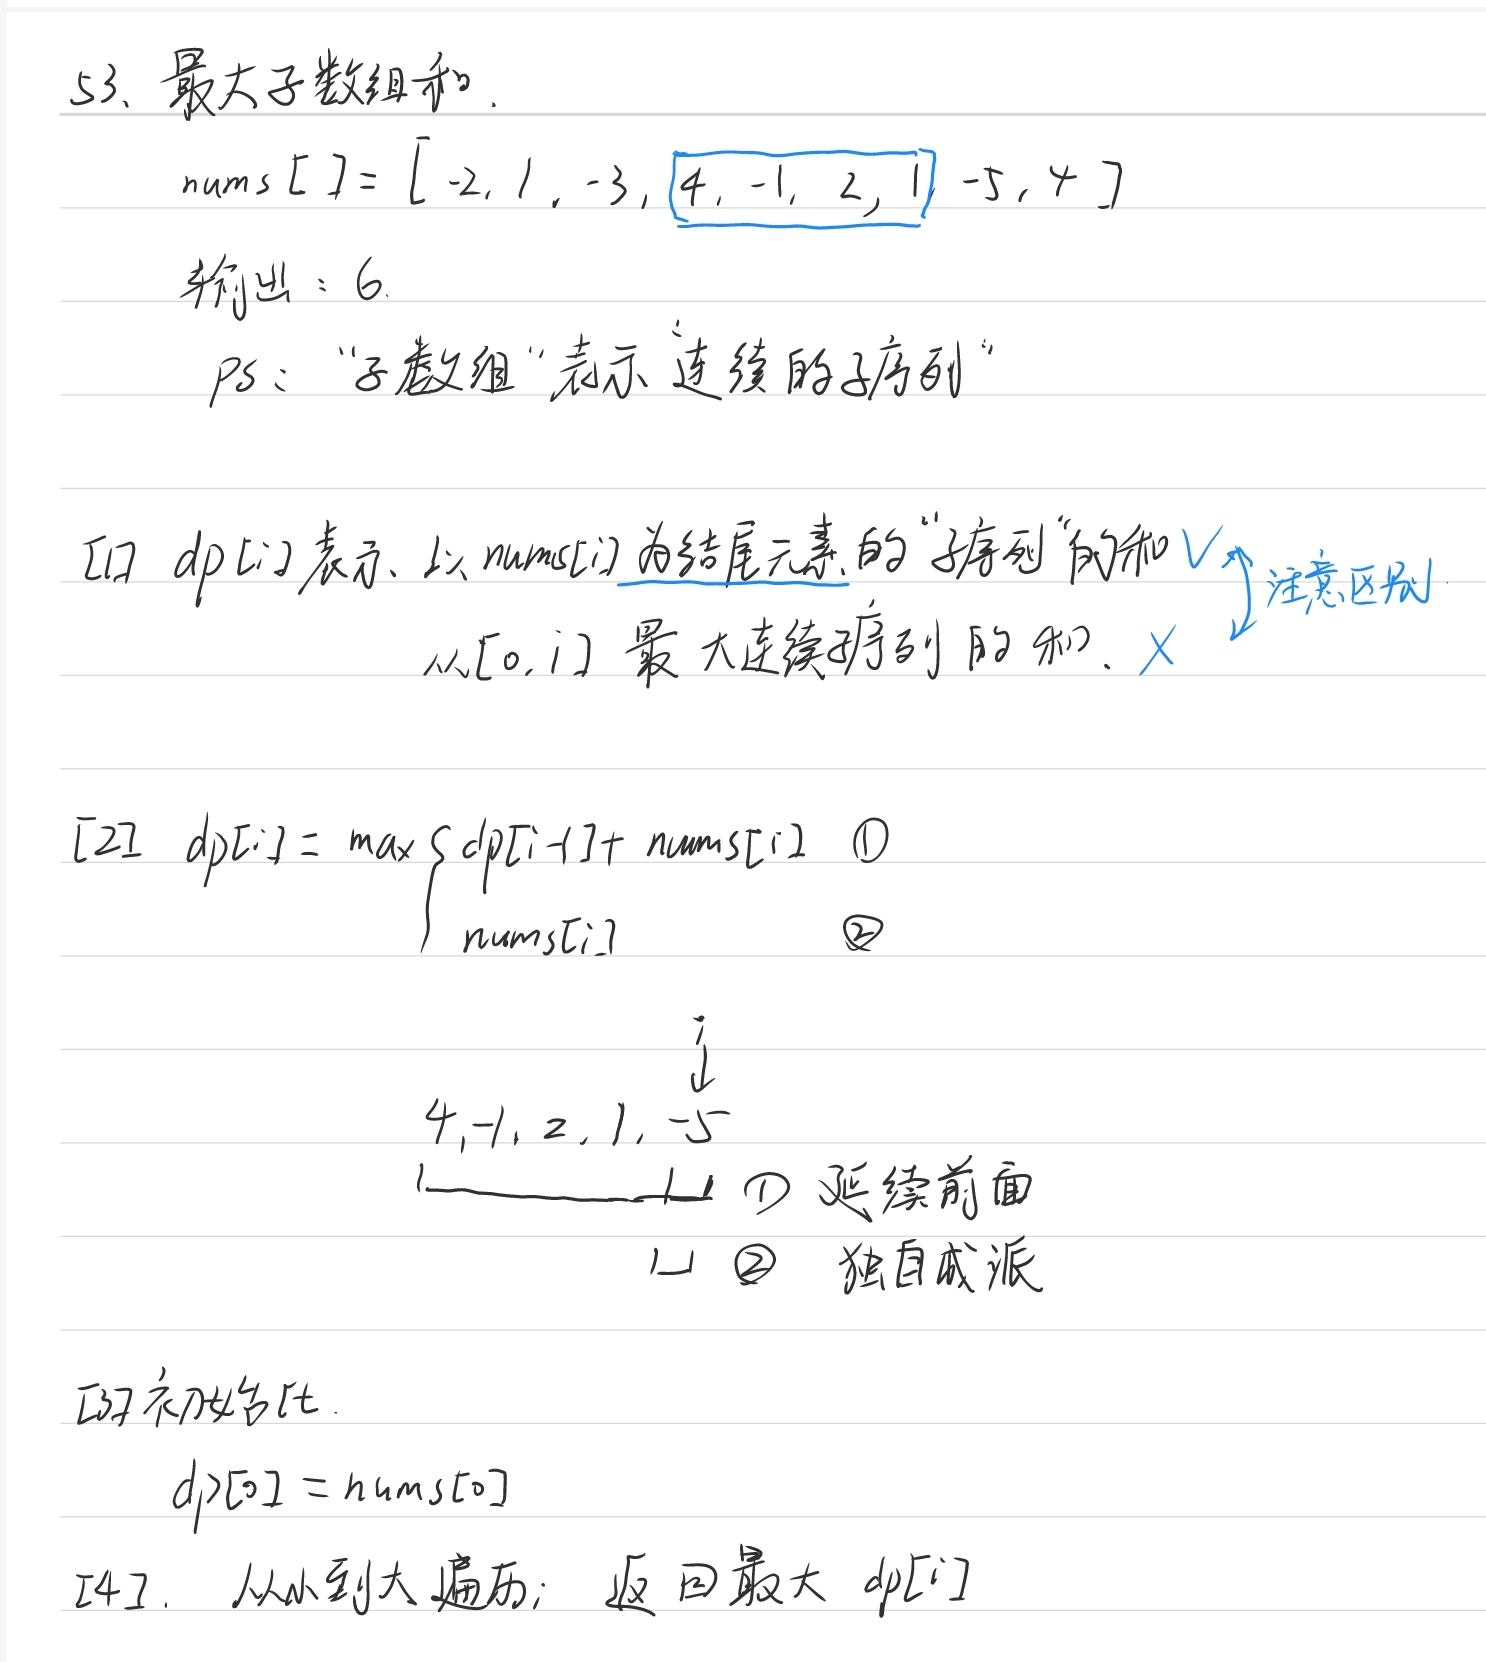 53、最大子数组和.
nums[]=[-2,1,-3,4,-1,2,1,-5,4]
输出：6.
ps：“子数组”表示“连续的子序列”
[1] dp[i]表示、以nums[i]为结尾元素的“子序列”的和 √
注意区别
从[0,i]最大连续子序列的和. ×
[2] dp[i]=max{dp[i-1]+nums[i] ①
nums[i] ②
i
4,-1,2,1,-5
① 延续前面
② 独自成派
[3]初始化.
dp[0]=nums[0]
[4]. 从小到大遍历；返回最大 dp[i]